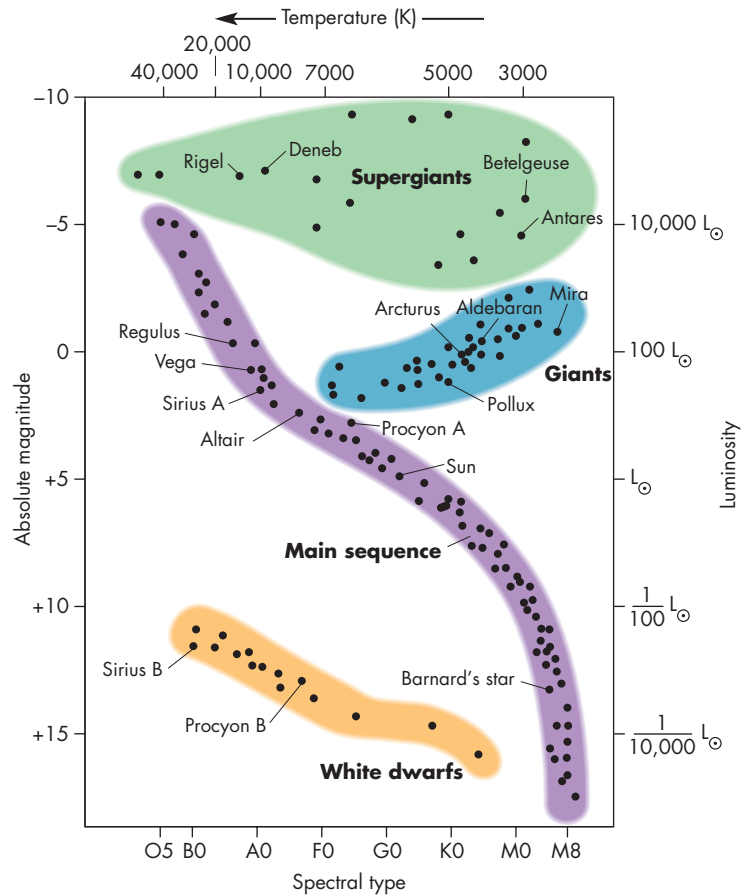 Temperature (K)
20,000
40,000 10,000 7000 5000 3000
−10
Rigel
Deneb
Betelgeuse
Supergiants
Antares
−5
10,000 L☉
Arcturus
Aldebaran
Mira
Regulus
0
100 L☉
Vega
Giants
Sirius A
Pollux
Altair
Procyon A
Absolute magnitude
+5
Sun
L☉
Luminosity
Main sequence
+10
1/100 L☉
Sirius B
Barnard's star
Procyon B
+15
1/10,000 L☉
White dwarfs
O5 B0 A0 F0 G0 K0 M0 M8
Spectral type